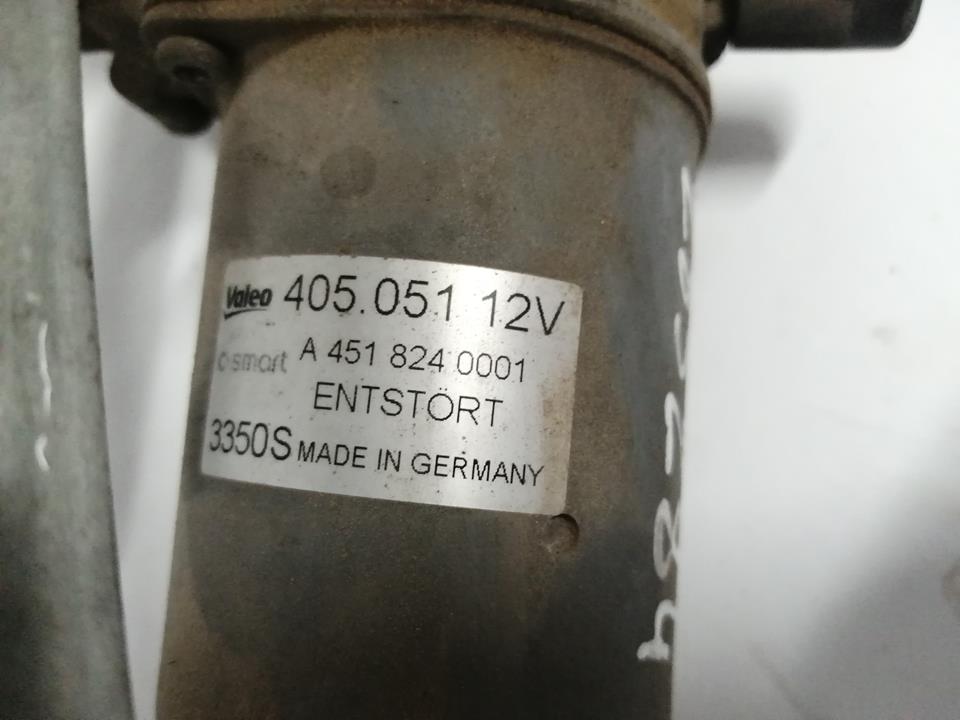 Valeo 405.051 12V
smart A 451 824 0001
ENTSTÖRT
3350S MADE IN GERMANY